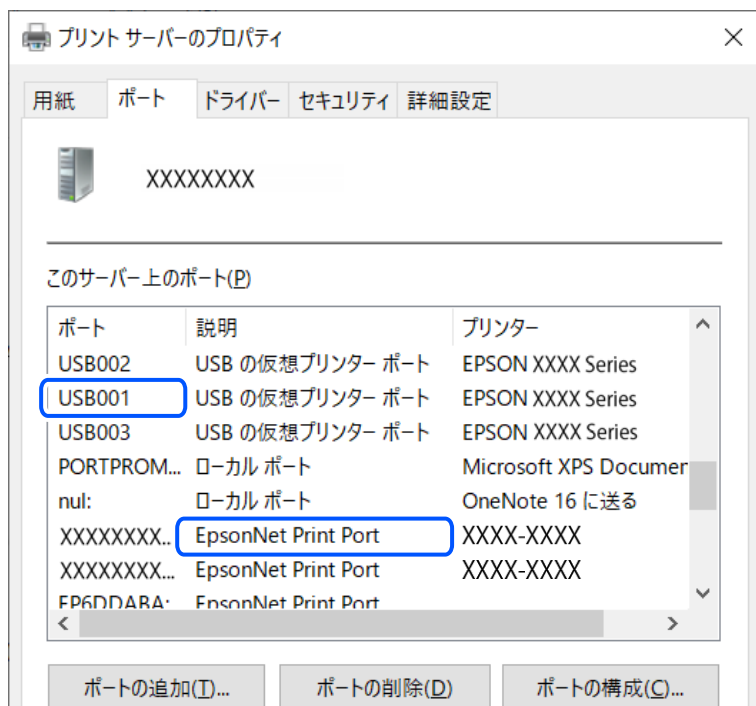 プリント サーバーのプロパティ
用紙 ポート ドライバー セキュリティ 詳細設定
XXXXXXXX
このサーバー上のポート(P)
ポート 説明 プリンター
USB002 USB の仮想プリンター ポート EPSON XXXX Series
USB001 USB の仮想プリンター ポート EPSON XXXX Series
USB003 USB の仮想プリンター ポート EPSON XXXX Series
PORTPROM... ローカル ポート Microsoft XPS Documen
nul: ローカル ポート OneNote 16 に送る
XXXXXXXX.. EpsonNet Print Port XXXX-XXXX
XXXXXXXX... EpsonNet Print Port XXXX-XXXX
EP6DDABA: EpsonNet Print Port
ポートの追加(T)... ポートの削除(D) ポートの構成(C)...